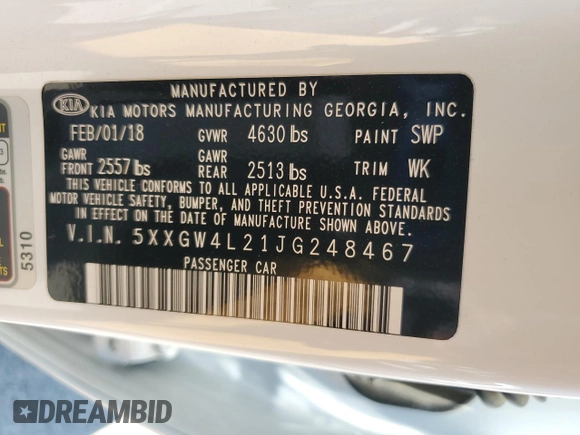 MANUFACTURED BY
KIA KIA MOTORS MANUFACTURING GEORGIA, INC.
FEB/01/18 GVWR 4630 lbs PAINT SWP
GAWR FRONT 2557 lbs GAWR REAR 2513 lbs TRIM WK
THIS VEHICLE CONFORMS TO ALL APPLICABLE U.S.A. FEDERAL
MOTOR VEHICLE SAFETY, BUMPER, AND THEFT PREVENTION STANDARDS
IN EFFECT ON THE DATE OF MANUFACTURE SHOWN ABOVE.
V.I.N. 5XXGW4L21JG248467
PASSENGER CAR
5310
DREAMBID